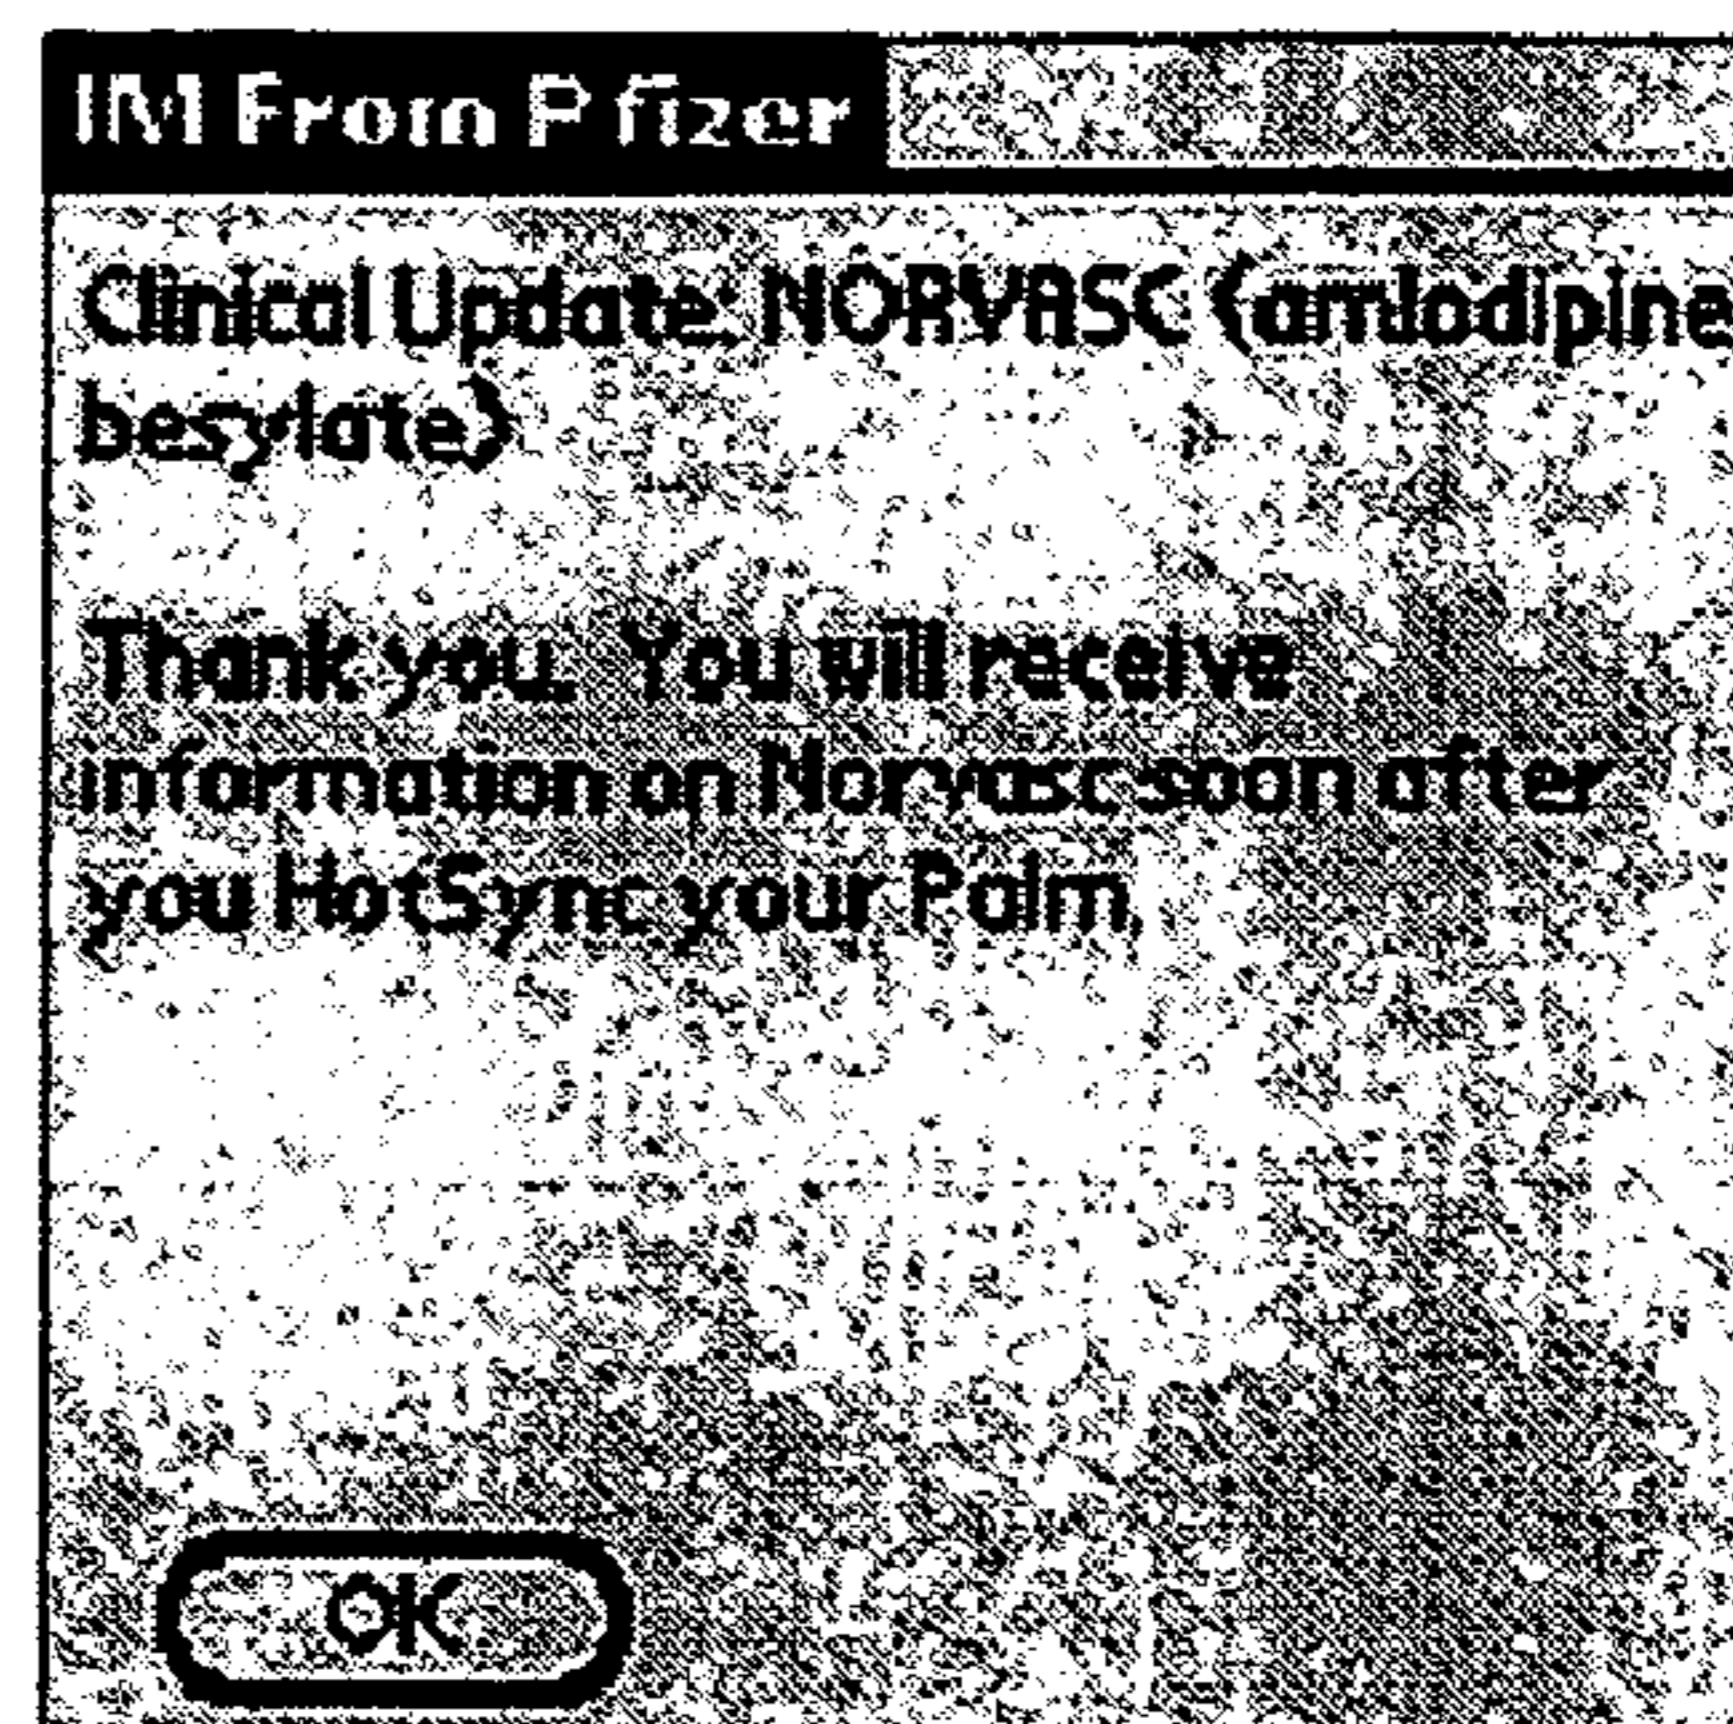 IM From Pfizer
Clinical Update: NORVASC (amlodipine
besylate)
Thank you. You will receive
information on Norvasc soon after
you HotSync your Palm.
OK